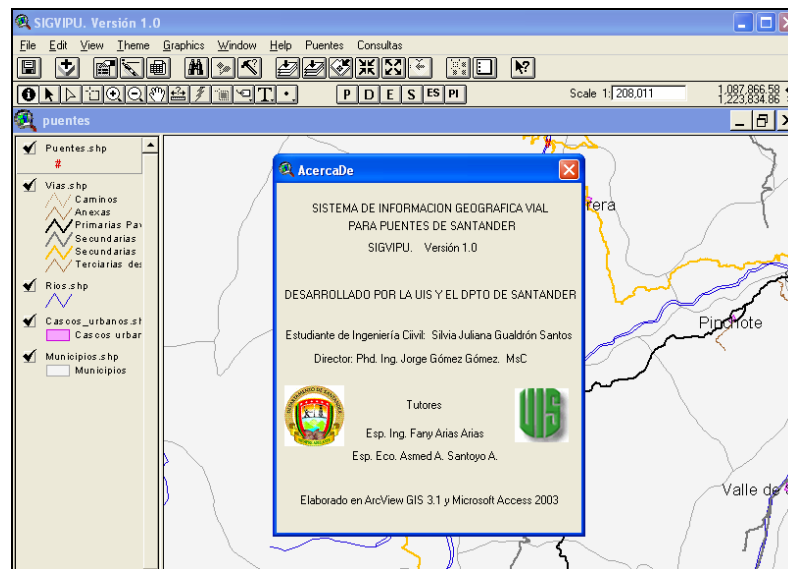 SIGVIPU. Versión 1.0
File Edit View Theme Graphics Window Help Puentes Consultas
P D E S ES PI
Scale 1: 208,011
1,087,866.58
1,223,834.86
puentes
Puentes.shp
#
Vias.shp
Caminos
Anexas
Primarias Pav
Secundarias
Secundarias
Terciarias des
Rios.shp
Cascos_urbanos.sh
Cascos urbar
Municipios.shp
Municipios
rera
Pinchote
Valle de
AcercaDe
SISTEMA DE INFORMACION GEOGRAFICA VIAL
PARA PUENTES DE SANTANDER
SIGVIPU. Versión 1.0
DESARROLLADO POR LA UIS Y EL DPTO DE SANTANDER
Estudiante de Ingeniería Ciivil: Silvia Juliana Gualdrón Santos
Director: Phd. Ing. Jorge Gómez Gómez. MsC
Tutores
UIS
Esp. Ing. Fany Arias Arias
Esp. Eco. Asmed A. Santoyo A.
Elaborado en ArcView GIS 3.1 y Microsoft Access 2003